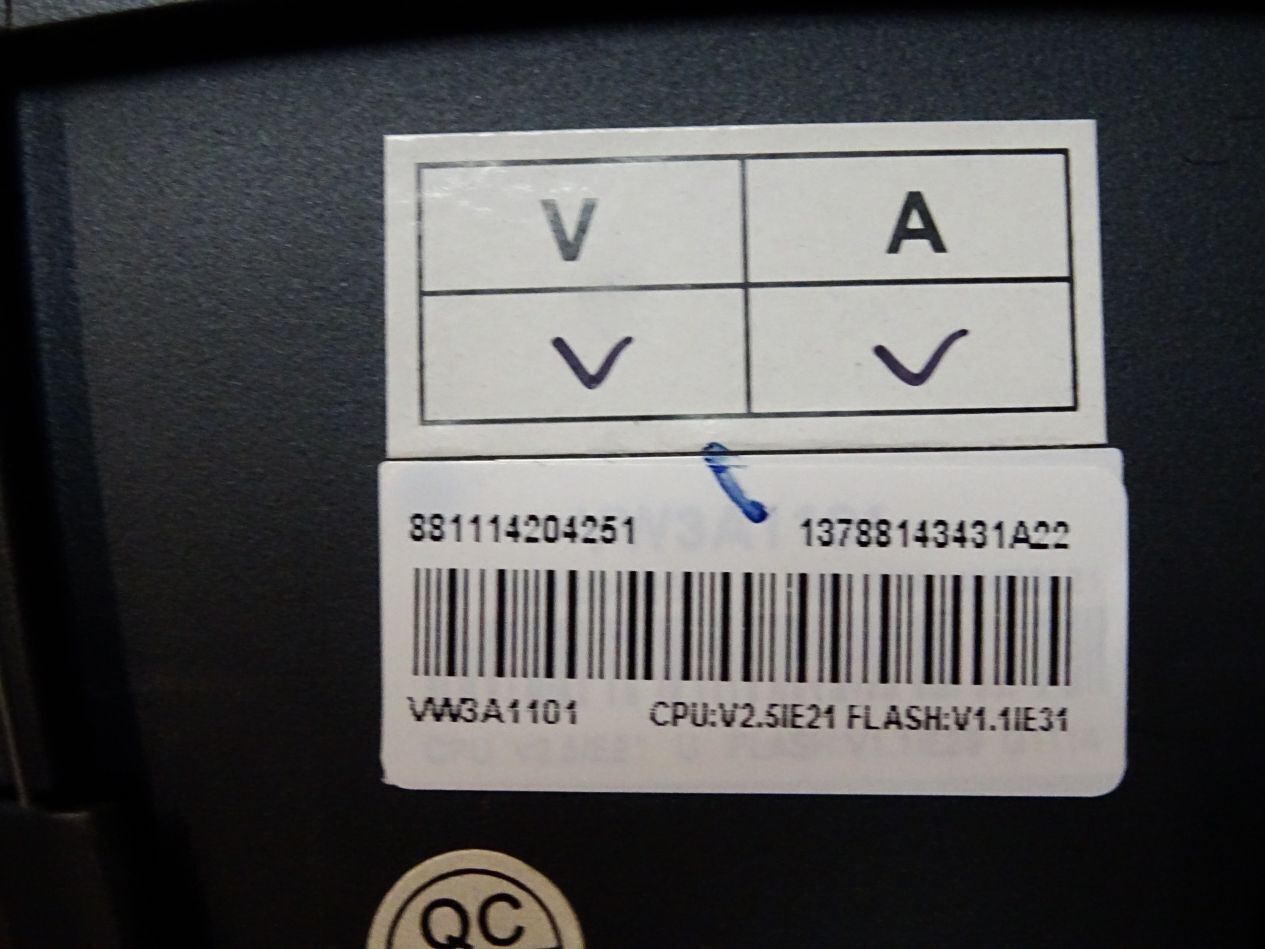 V A
881114204251 13788143431A22
VW3A1101 CPU:V2.5IE21 FLASH:V1.1IE31
QC